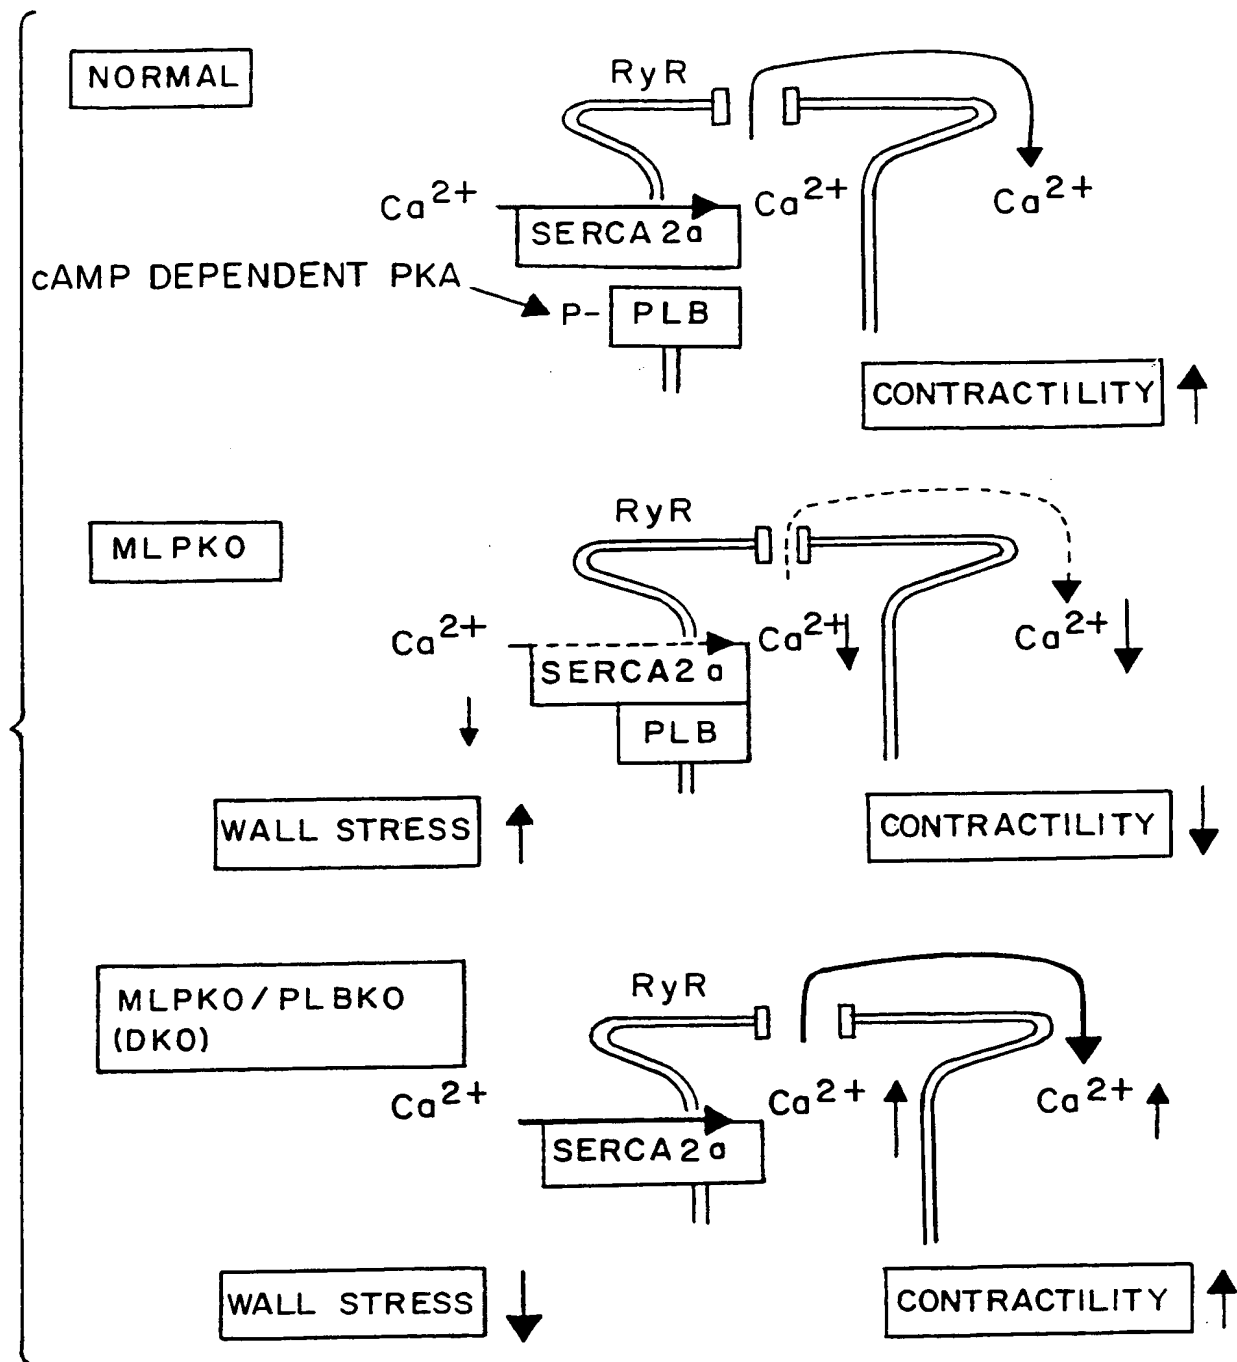 NORMAL
RyR
Ca2+
Ca2+
Ca2+
SERCA2a
cAMP DEPENDENT PKA
P-
PLB
CONTRACTILITY
MLPKO
RyR
Ca2+
Ca2+
Ca2+
SERCA2a
PLB
WALL STRESS
CONTRACTILITY
MLPKO/PLBKO
(DKO)
RyR
Ca2+
Ca2+
Ca2+
SERCA2a
WALL STRESS
CONTRACTILITY